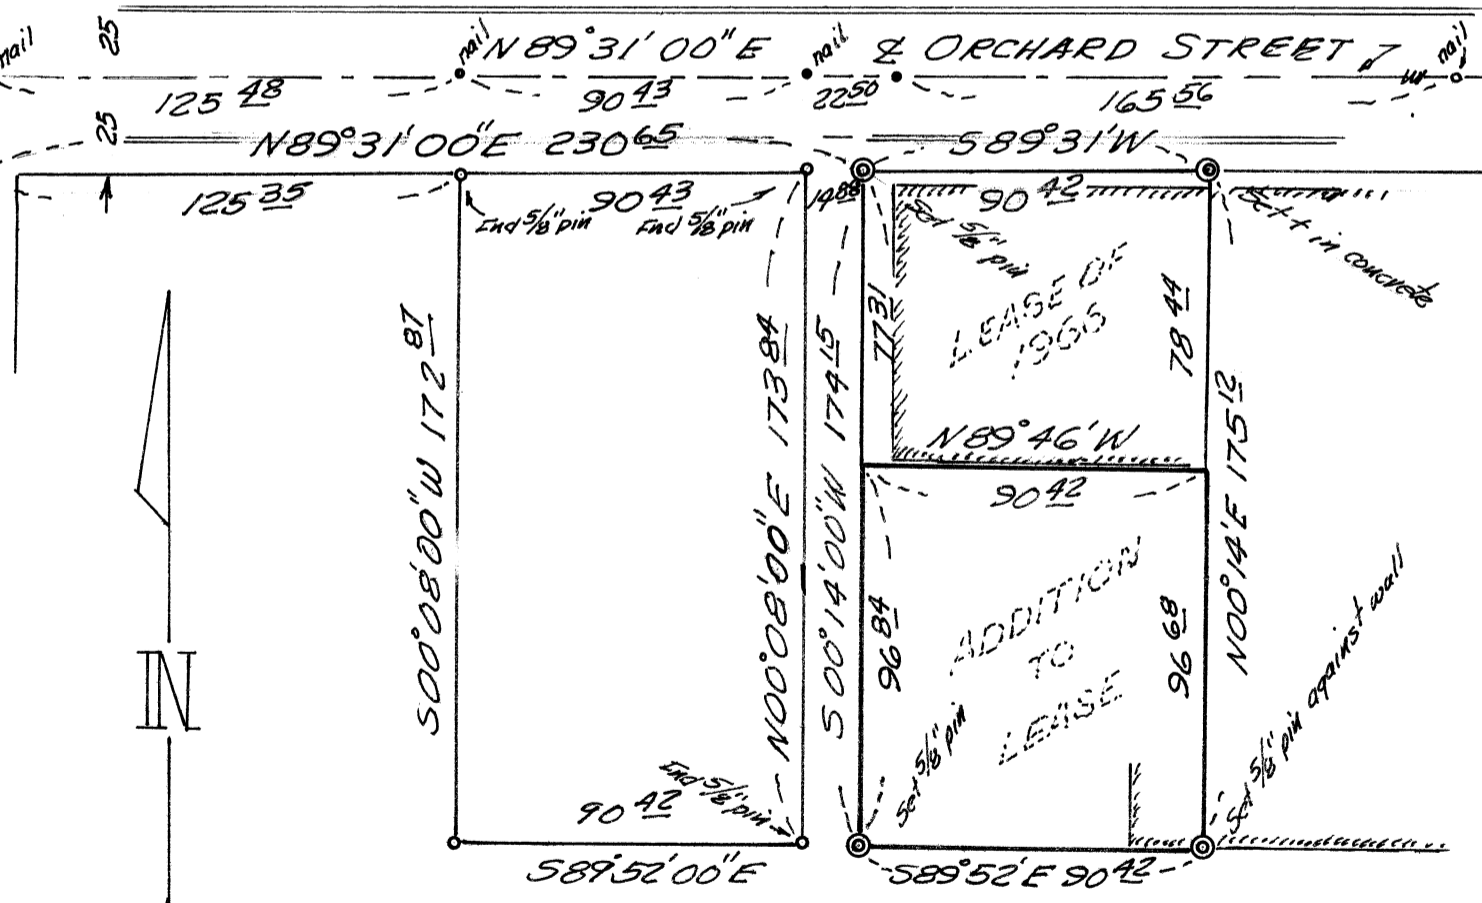 25
nail
nail
N 89°31'00"E
nail
℄ ORCHARD STREET
nail
125 48
90 43
22 50
165 56
25
N89°31'00"E 230 65
S89°31'W
125 35
90 43
14 88
90 42
Fnd 5/8" pin
Fnd 5/8" pin
Set 5/8" pin
Set + in concrete
LEASE OF
1966
S00°08'00"W 172 87
N00°08'00"E 173 84
S 00°14'00"W 174 15
77 31
78 44
N00°14'E 175 12
N89°46'W
90 42
ADDITION
TO
LEASE
96 84
96 68
N
Set 5/8" pin
Set 5/8" pin against wall
Fnd 5/8" pin
90 42
S89°52'00"E
S89°52'E 90 42